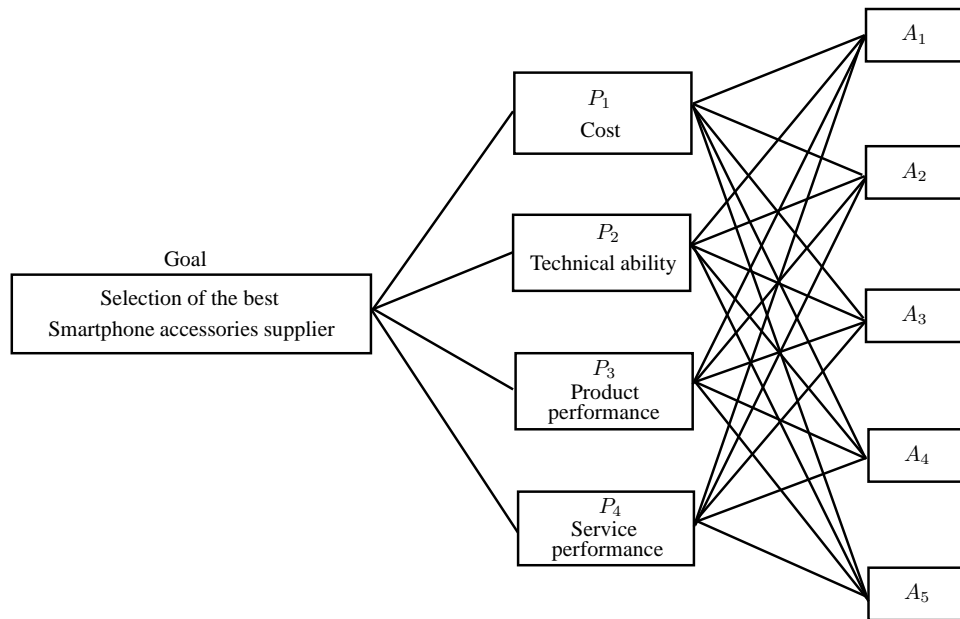 Goal
Selection of the best
Smartphone accessories supplier
P₁
Cost
P₂
Technical ability
P₃
Product
performance
P₄
Service
performance
A₁
A₂
A₃
A₄
A₅